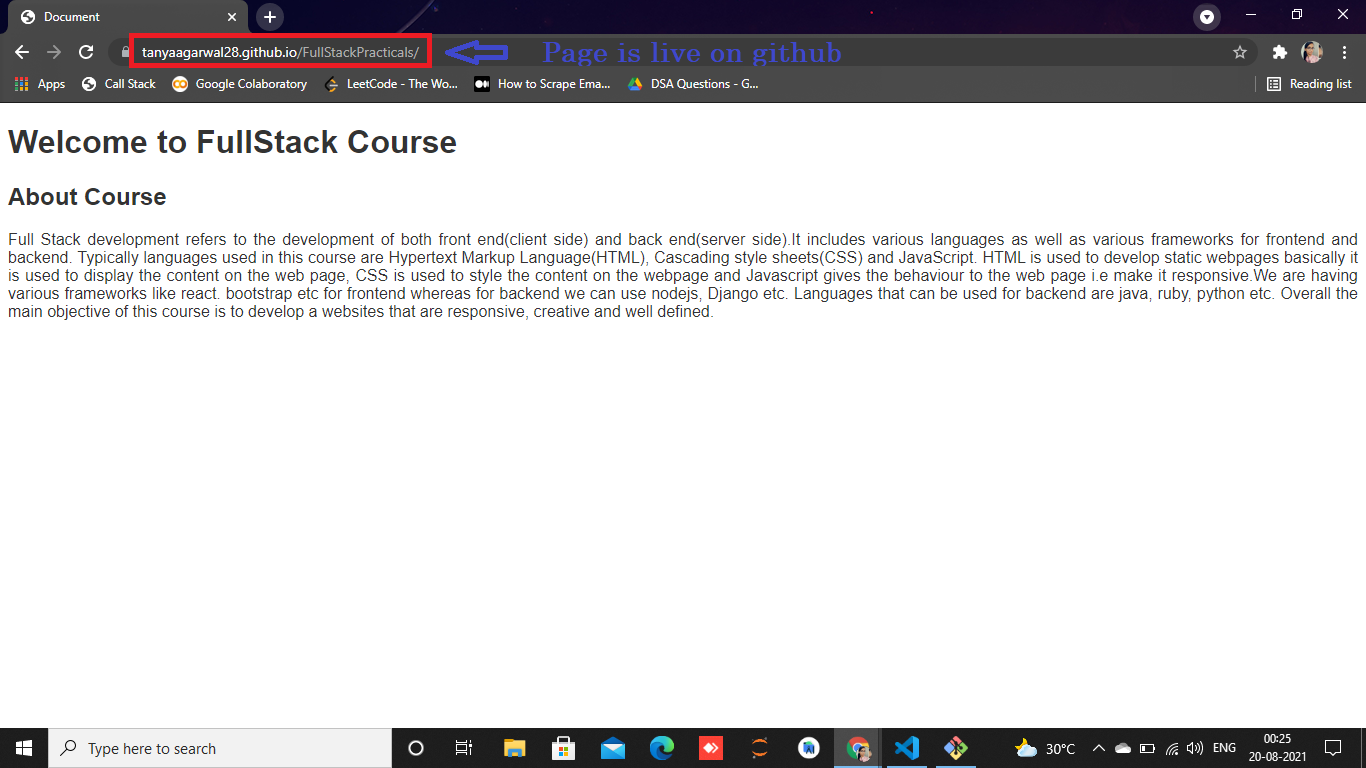 Document
tanyaagarwal28.github.io/FullStackPracticals/
Page is live on github
Apps
Call Stack
Google Colaboratory
LeetCode - The Wo...
How to Scrape Ema...
DSA Questions - G...
Reading list
Welcome to FullStack Course
About Course
Full Stack development refers to the development of both front end(client side) and back end(server side).It includes various languages as well as various frameworks for frontend and
backend. Typically languages used in this course are Hypertext Markup Language(HTML), Cascading style sheets(CSS) and JavaScript. HTML is used to develop static webpages basically it
is used to display the content on the web page, CSS is used to style the content on the webpage and Javascript gives the behaviour to the web page i.e make it responsive.We are having
various frameworks like react. bootstrap etc for frontend whereas for backend we can use nodejs, Django etc. Languages that can be used for backend are java, ruby, python etc. Overall the
main objective of this course is to develop a websites that are responsive, creative and well defined.
Type here to search
30°C
ENG
00:25
20-08-2021